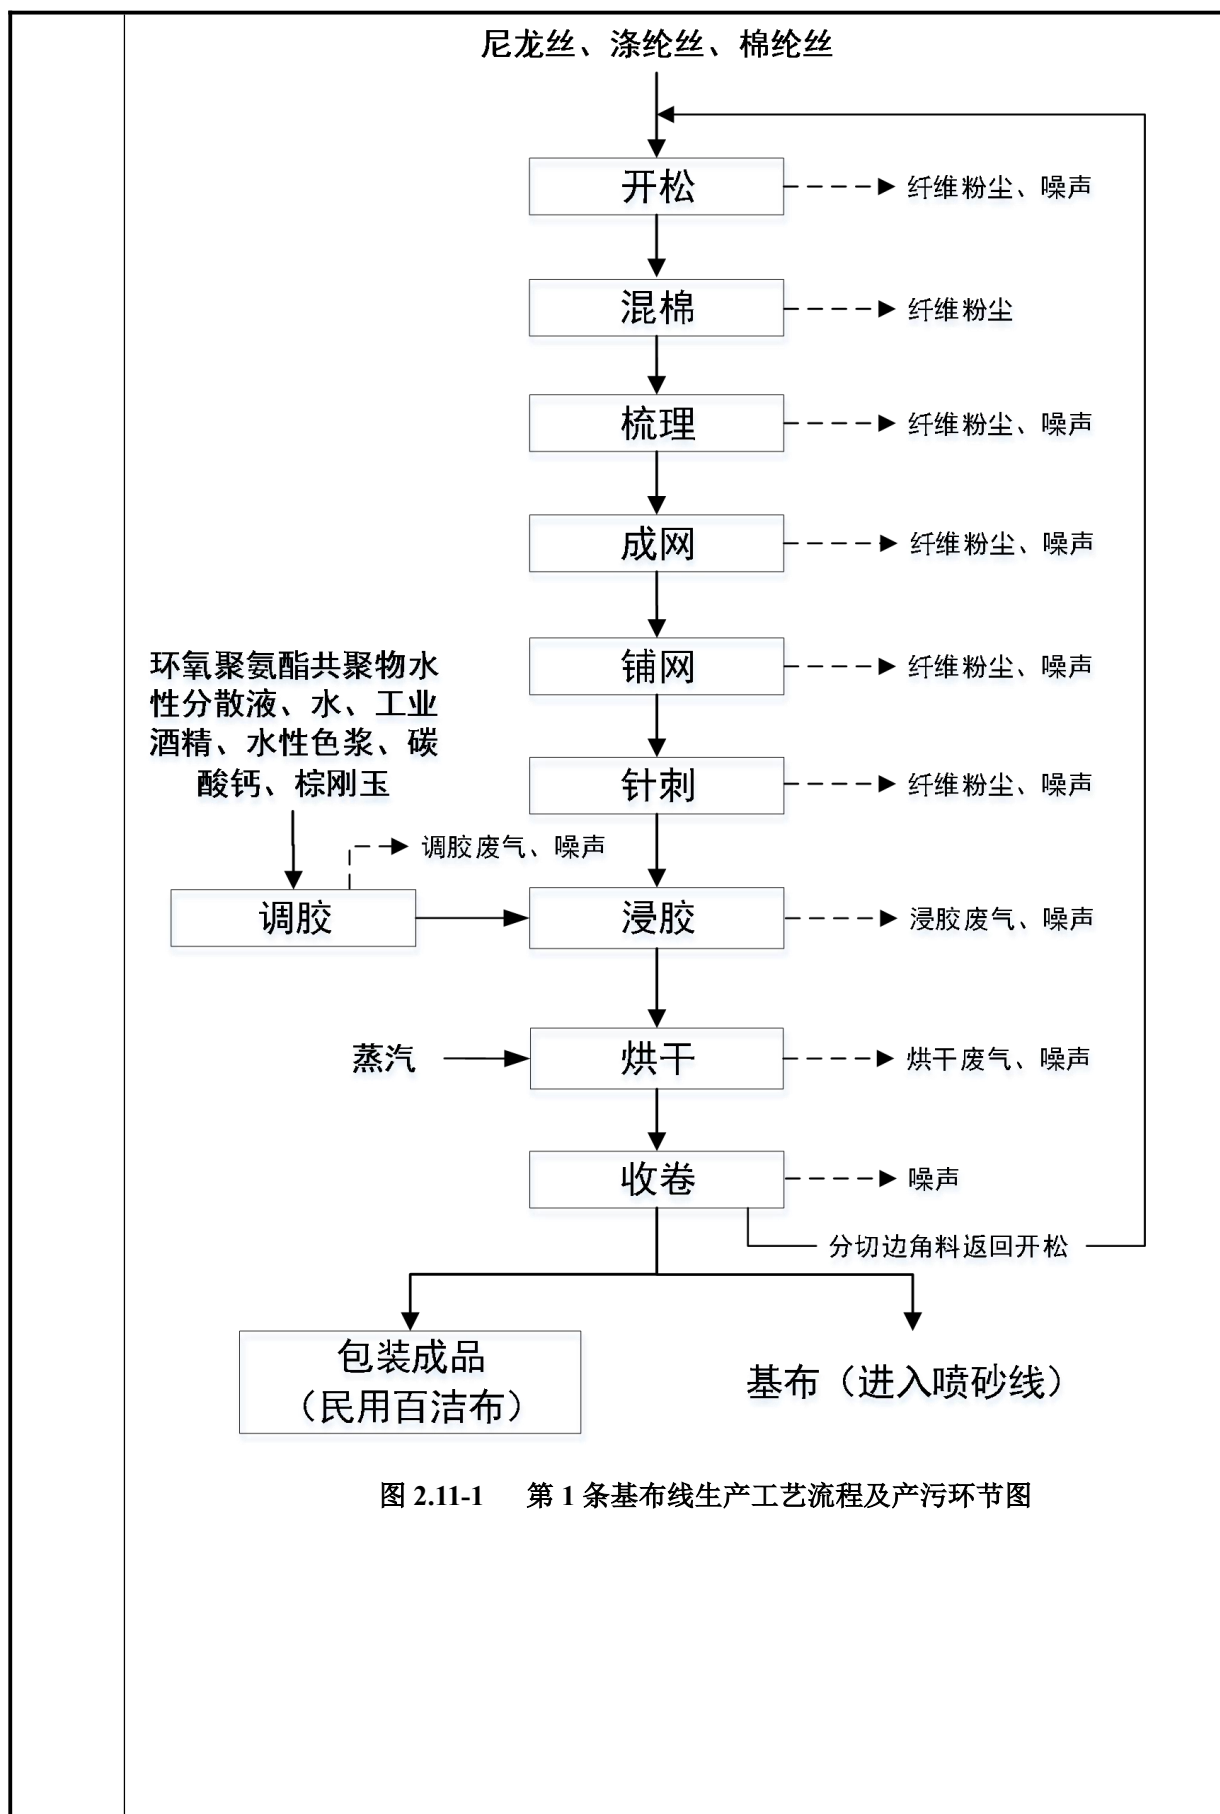 尼龙丝、涤纶丝、棉纶丝
开松
纤维粉尘、噪声
混棉
纤维粉尘
梳理
纤维粉尘、噪声
成网
纤维粉尘、噪声
铺网
纤维粉尘、噪声
针刺
纤维粉尘、噪声
环氧聚氨酯共聚物水
性分散液、水、工业
酒精、水性色浆、碳
酸钙、棕刚玉
调胶废气、噪声
调胶
浸胶
浸胶废气、噪声
蒸汽
烘干
烘干废气、噪声
收卷
噪声
分切边角料返回开松
包装成品
（民用百洁布）
基布（进入喷砂线）
图 2.11-1 第 1 条基布线生产工艺流程及产污环节图